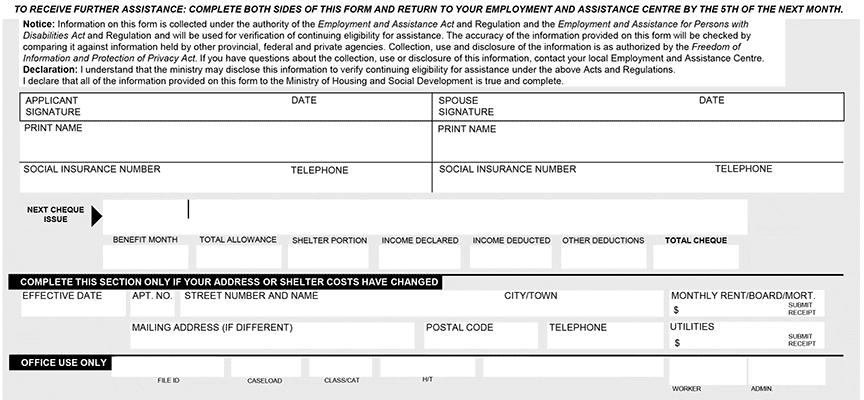 TO RECEIVE FURTHER ASSISTANCE: COMPLETE BOTH SIDES OF THIS FORM AND RETURN TO YOUR EMPLOYMENT AND ASSISTANCE CENTRE BY THE 5TH OF THE NEXT MONTH.
Notice: Information on this form is collected under the authority of the Employment and Assistance Act and Regulation and the Employment and Assistance for Persons with
Disabilities Act and Regulation and will be used for verification of continuing eligibility for assistance. The accuracy of the information provided on this form will be checked by
comparing it against information held by other provincial, federal and private agencies. Collection, use and disclosure of the information is as authorized by the Freedom of
Information and Protection of Privacy Act. If you have questions about the collection, use or disclosure of this information, contact your local Employment and Assistance Centre.
Declaration: I understand that the ministry may disclose this information to verify continuing eligibility for assistance under the above Acts and Regulations.
I declare that all of the information provided on this form to the Ministry of Housing and Social Development is true and complete.
APPLICANT SIGNATURE DATE SPOUSE SIGNATURE DATE
PRINT NAME PRINT NAME
SOCIAL INSURANCE NUMBER TELEPHONE SOCIAL INSURANCE NUMBER TELEPHONE
NEXT CHEQUE
ISSUE
BENEFIT MONTH TOTAL ALLOWANCE SHELTER PORTION INCOME DECLARED INCOME DEDUCTED OTHER DEDUCTIONS TOTAL CHEQUE
COMPLETE THIS SECTION ONLY IF YOUR ADDRESS OR SHELTER COSTS HAVE CHANGED
EFFECTIVE DATE APT. NO. STREET NUMBER AND NAME CITY/TOWN MONTHLY RENT/BOARD/MORT.
$ SUBMIT RECEIPT
MAILING ADDRESS (IF DIFFERENT) POSTAL CODE TELEPHONE UTILITIES
$ SUBMIT RECEIPT
OFFICE USE ONLY
FILE ID CASELOAD CLASS/CAT H/T WORKER ADMIN.